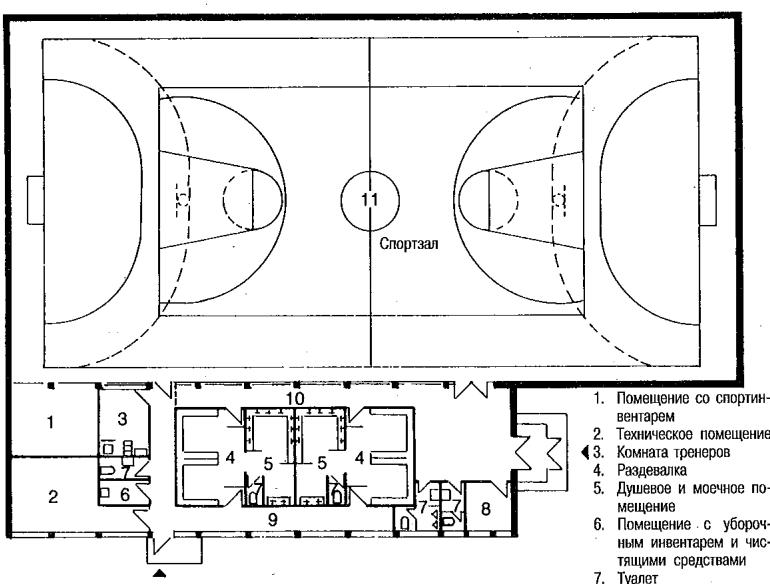 11
Спортзал
10
1
3
4
5
5
4
7
2
6
7
7
8
9
1. Помещение со спортин-
вентарем
2. Техническое помещение
3. Комната тренеров
4. Раздевалка
5. Душевое и моечное по-
мещение
6. Помещение с убороч-
ным инвентарем и чис-
тящими средствами
7. Туалет